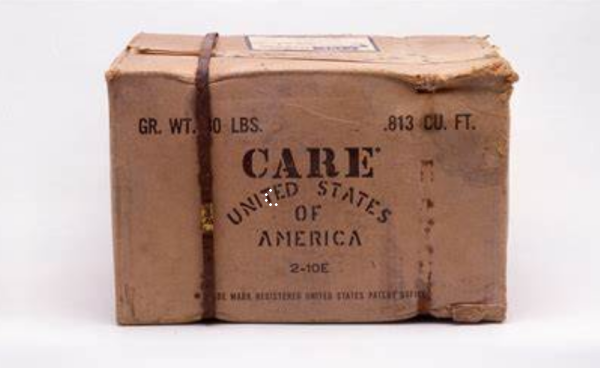 GR. WT. 30 LBS.
.813 CU. FT.
CARE
UNITED STATES
OF
AMERICA
2-10E
MARK REGISTERED UNITED STATES PATENT OFFICE